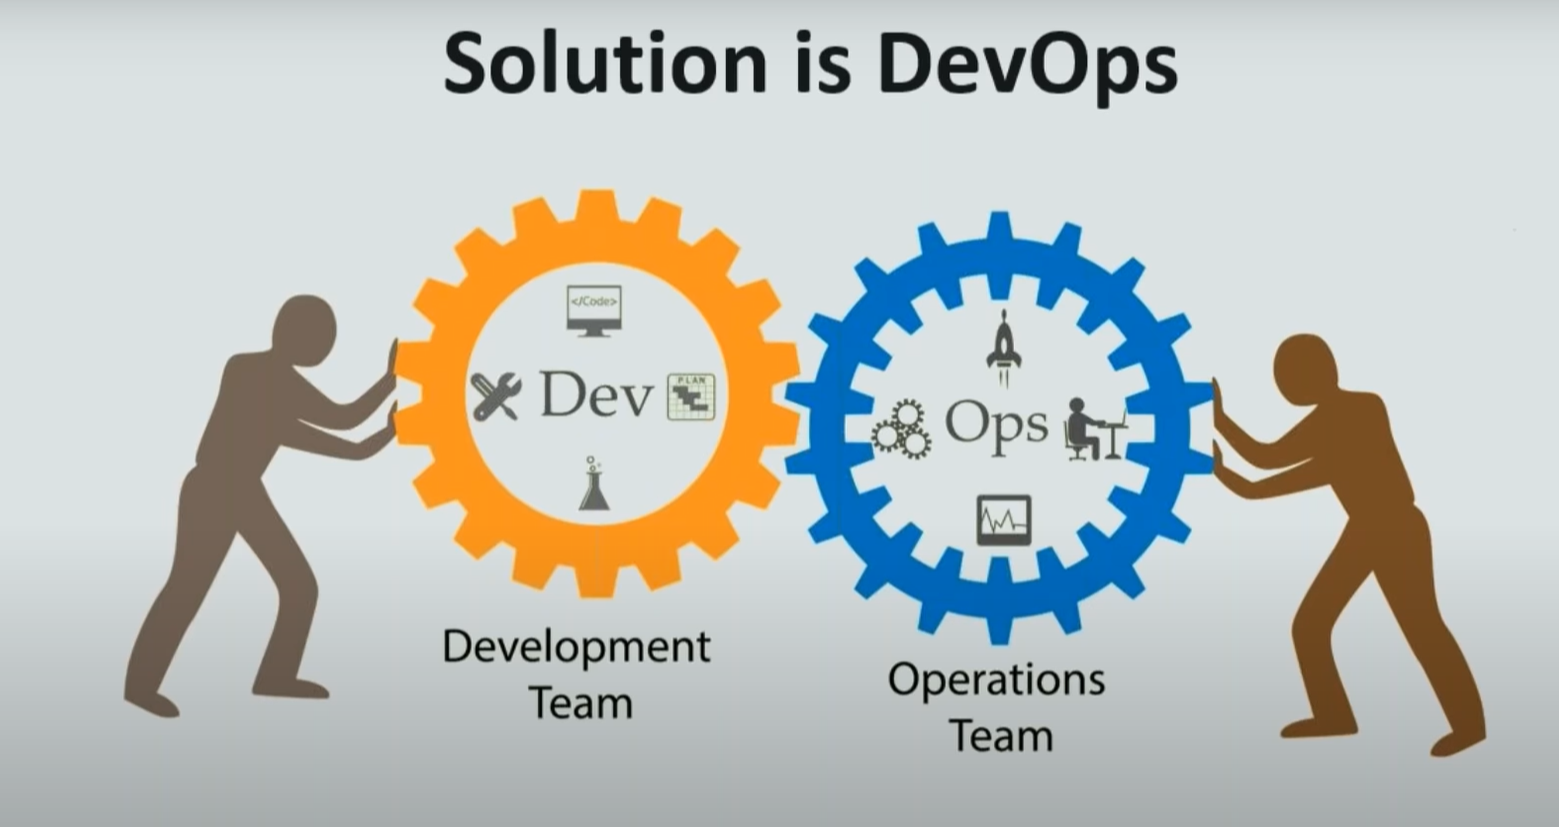 Solution is DevOps
</Code>
Dev
PLAN
Ops
Development
Team
Operations
Team